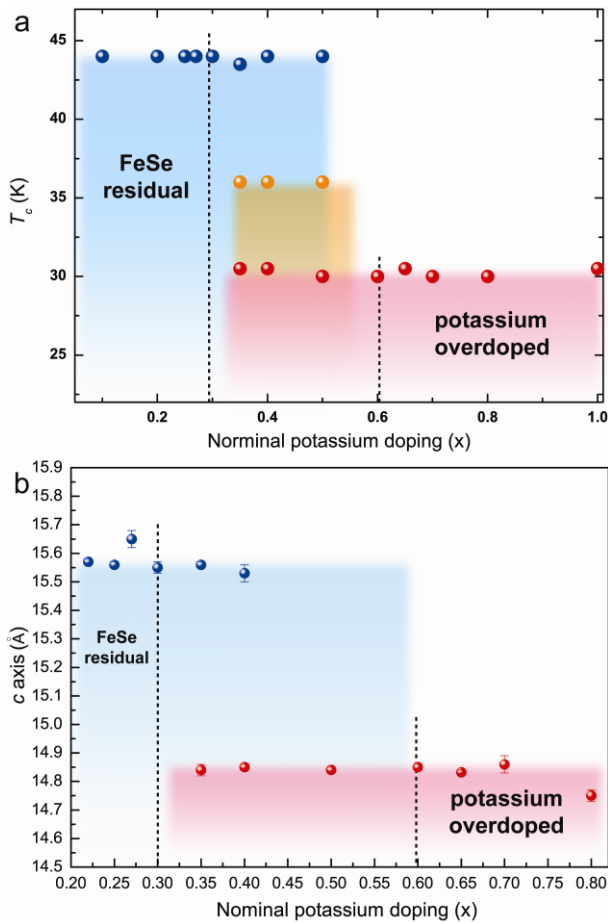 a
45
40
35
30
25
T_c (K)
FeSe
residual
potassium
overdoped
0.2
0.4
0.6
0.8
1.0
Norminal potassium doping (x)
b
15.9
15.8
15.7
15.6
15.5
15.4
15.3
15.2
15.1
15.0
14.9
14.8
14.7
14.6
14.5
c axis (Å)
FeSe
residual
potassium
overdoped
0.20 0.25 0.30 0.35 0.40 0.45 0.50 0.55 0.60 0.65 0.70 0.75 0.80
Nominal potassium doping (x)